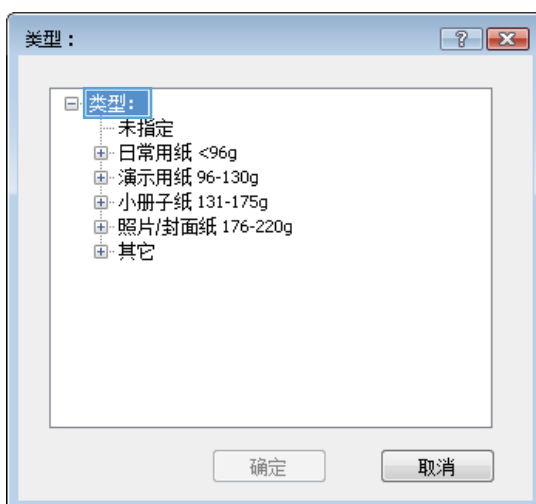 类型：
?
类型:
未指定
日常用纸 <96g
演示用纸 96-130g
小册子纸 131-175g
照片/封面纸 176-220g
其它
确定
取消